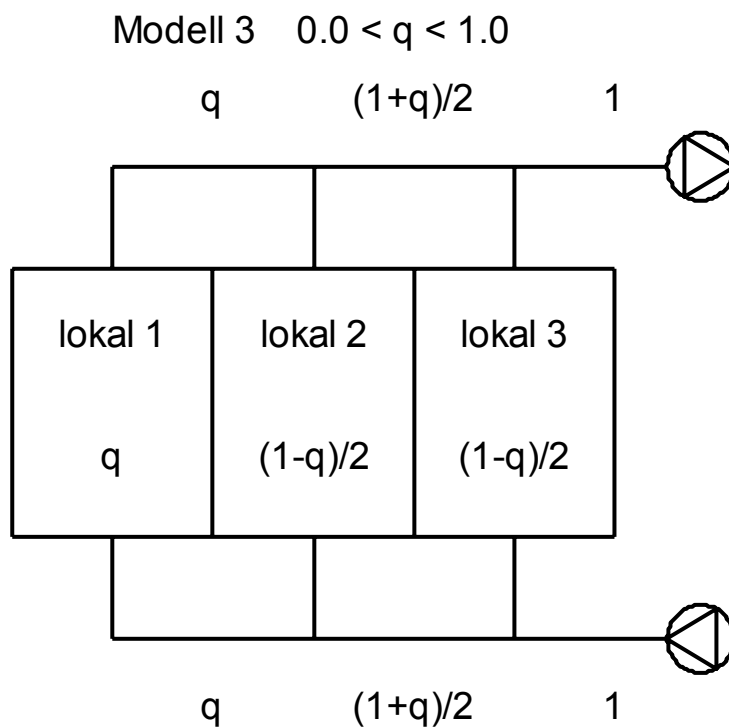 Modell 3 0.0 < q < 1.0
q (1+q)/2 1
lokal 1 lokal 2 lokal 3
q (1-q)/2 (1-q)/2
q (1+q)/2 1